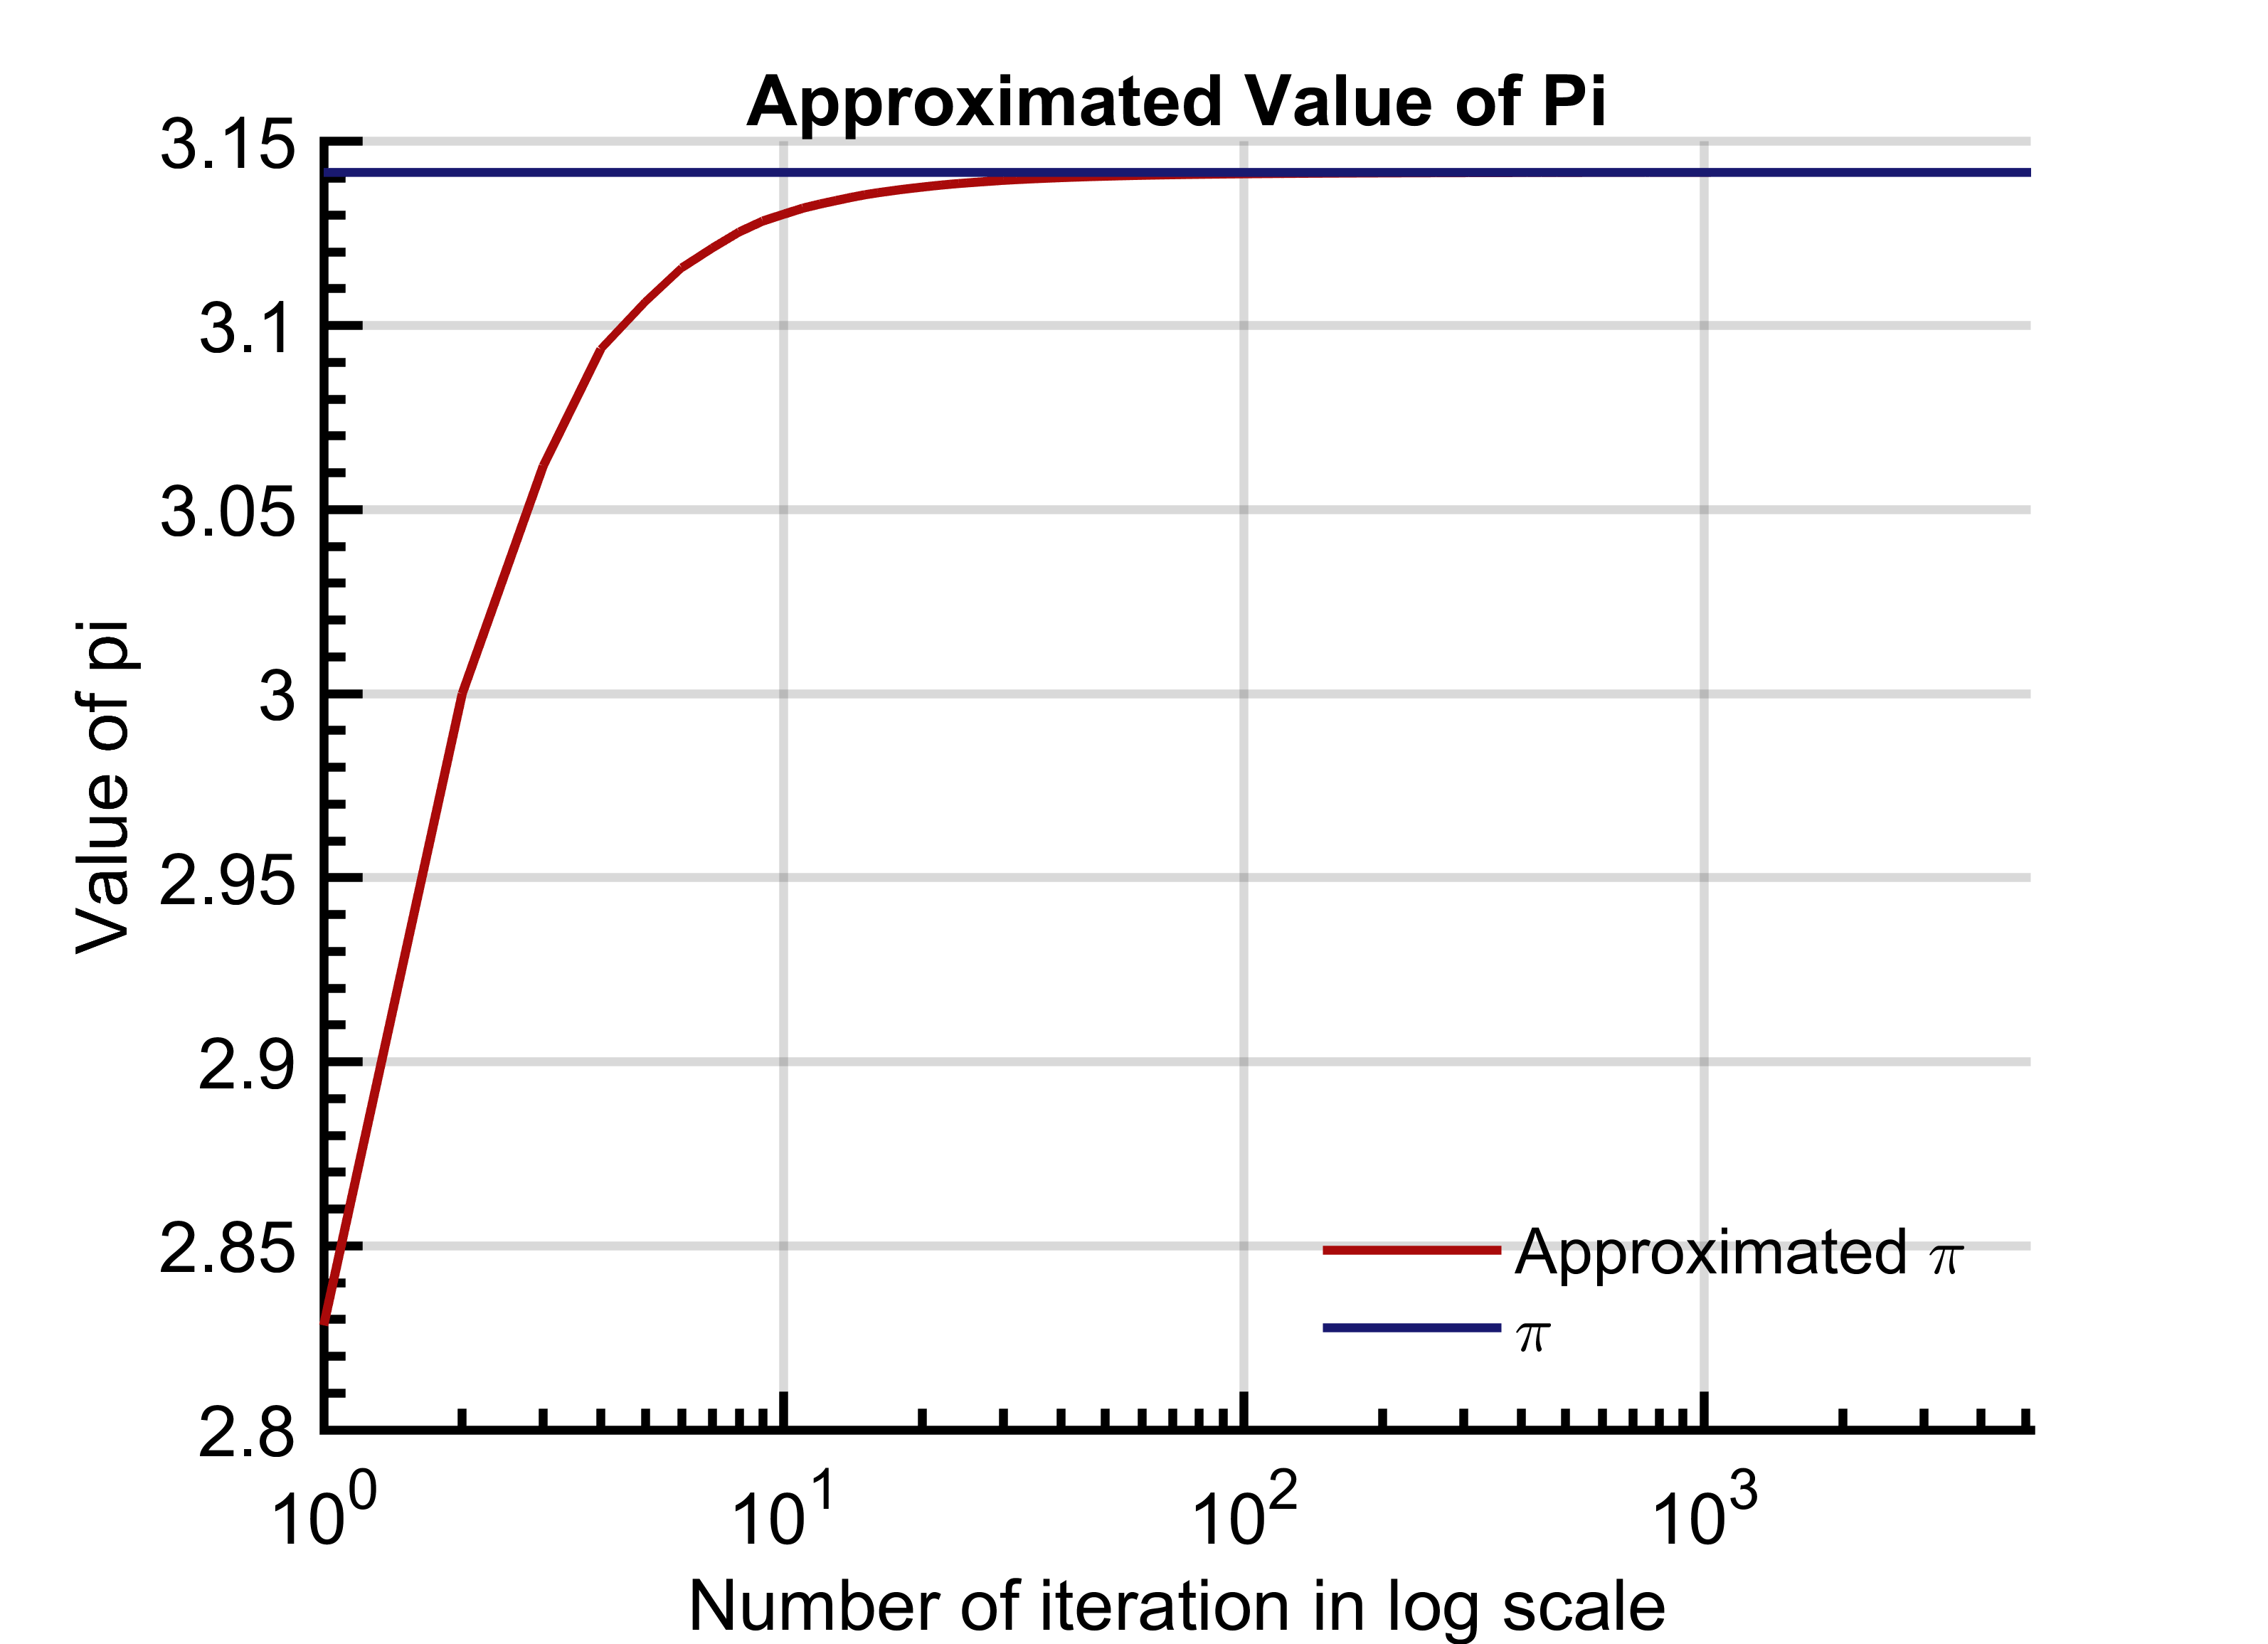 Approximated Value of Pi
3.15
3.1
3.05
3
2.95
2.9
2.85
2.8
Value of pi
Approximated π
π
10^0 10^1 10^2 10^3
Number of iteration in log scale